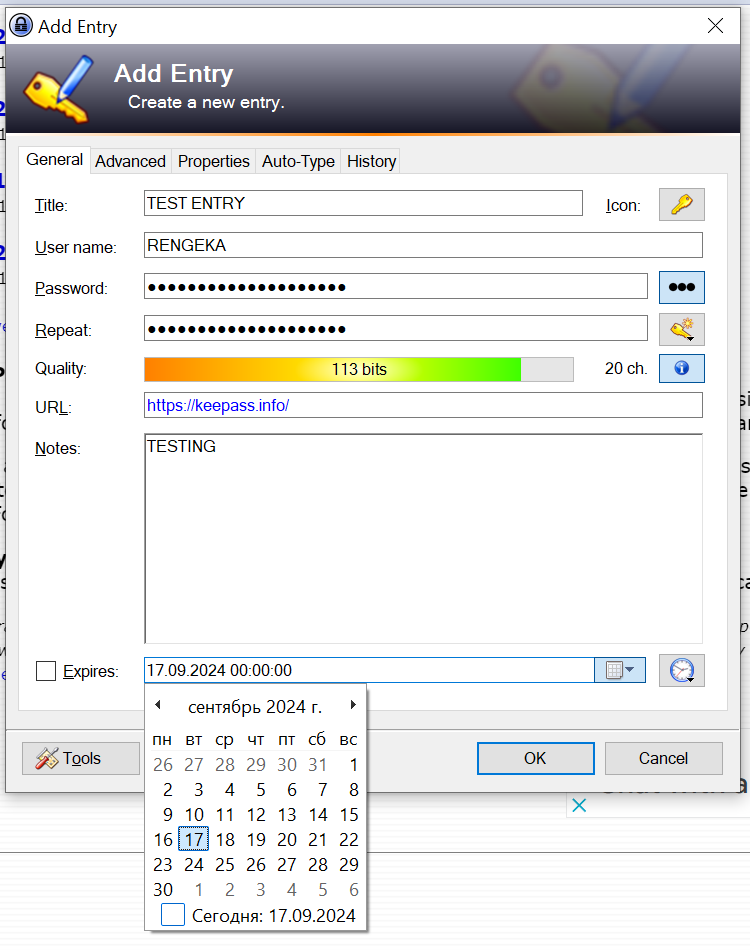 Add Entry
Add Entry
Create a new entry.
General Advanced Properties Auto-Type History
Title: TEST ENTRY Icon:
User name: RENGEKA
Password: ●●●●●●●●●●●●●●●●●●●● ●●●
Repeat: ●●●●●●●●●●●●●●●●●●●●
Quality: 113 bits 20 ch.
URL: https://keepass.info/
Notes: TESTING
Expires: 17.09.2024 00:00:00
сентябрь 2024 г.
пн вт ср чт пт сб вс
26 27 28 29 30 31 1
2 3 4 5 6 7 8
9 10 11 12 13 14 15
16 17 18 19 20 21 22
23 24 25 26 27 28 29
30 1 2 3 4 5 6
Сегодня: 17.09.2024
Tools OK Cancel